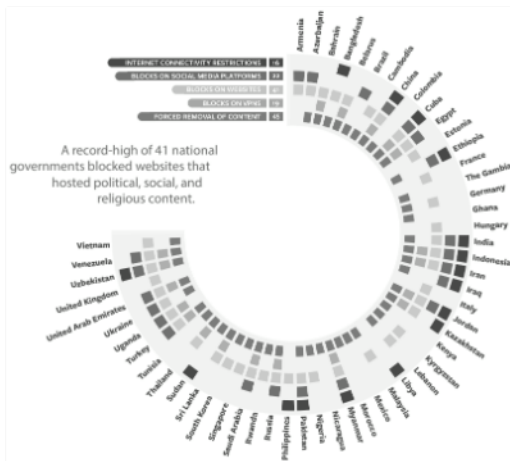 INTERNET CONNECTIVITY RESTRICTIONS 16
BLOCKS ON SOCIAL MEDIA PLATFORMS 22
BLOCKS ON WEBSITES 41
BLOCKS ON VPNS
FORCED REMOVAL OF CONTENT 45
A record-high of 41 national
governments blocked websites that
hosted political, social, and
religious content.
Armenia
Azerbaijan
Bahrain
Bangladesh
Belarus
Brazil
Cambodia
China
Colombia
Cuba
Egypt
Estonia
Ethiopia
France
The Gambia
Germany
Ghana
Hungary
India
Indonesia
Iran
Iraq
Italy
Jordan
Kazakhstan
Kenya
Kyrgyzstan
Lebanon
Libya
Malaysia
Mexico
Morocco
Myanmar
Nicaragua
Nigeria
Pakistan
Philippines
Russia
Rwanda
Saudi Arabia
Singapore
South Korea
Sri Lanka
Sudan
Thailand
Tunisia
Turkey
Uganda
Ukraine
United Arab Emirates
United Kingdom
Uzbekistan
Venezuela
Vietnam